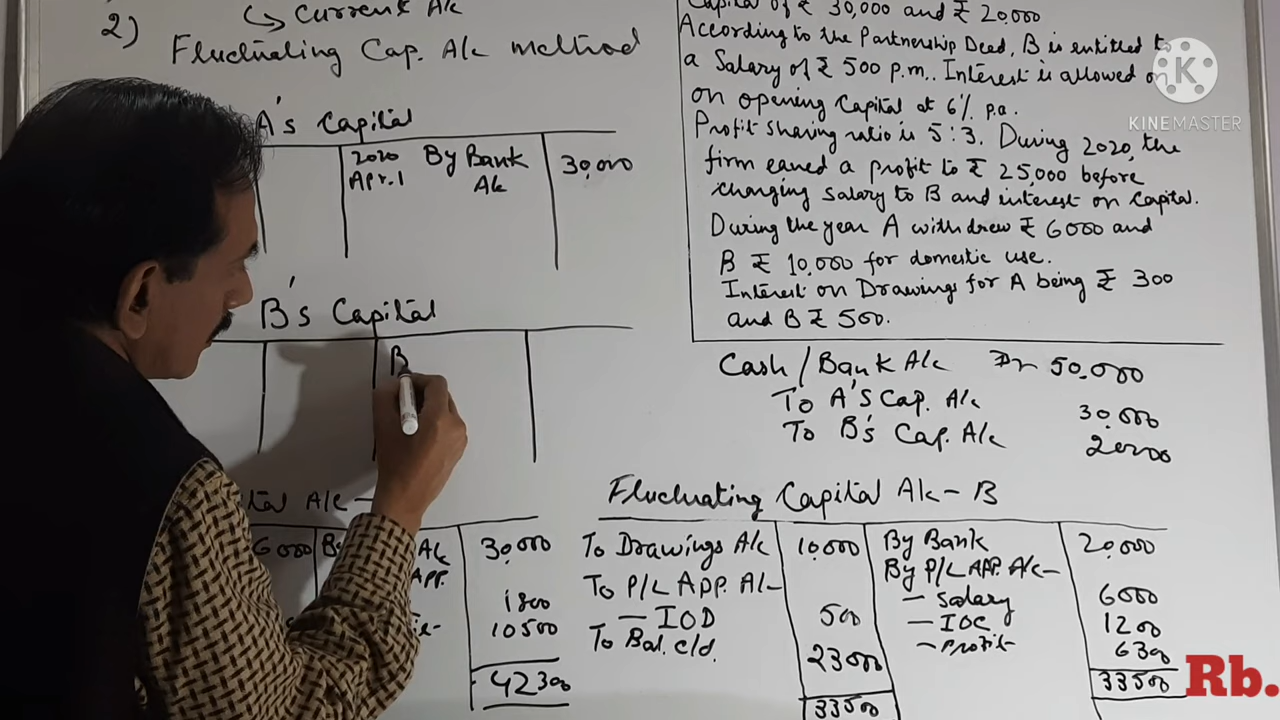 2) ↳ Current A/c
Fluctuating Cap. A/c method
A's Capital
2020 By Bank 30,000
Apr. 1 A/c
B's Capital
B
Capital of ₹ 30,000 and ₹ 20,000
According to the Partnership Deed, B is entitled to
a Salary of ₹ 500 p.m.. Interest is allowed on
on opening Capital at 6% p.a.
Profit sharing ratio is 5:3. During 2020, the
firm earned a profit to ₹ 25,000 before
charging salary to B and interest on Capital.
During the year A withdrew ₹ 6000 and
B ₹ 10,000 for domestic use.
Interest on Drawings for A being ₹ 300
and B ₹ 500.
KINEMASTER
Cash / Bank A/c Dr 50,000
To A's Cap. A/c 30,000
To B's Cap. A/c 20000
tal A/c -
6000 A/c 30,000
APP.
1800
10500
42300
Fluctuating Capital A/c - B
To Drawings A/c 10,000 By Bank 20,000
To P/L APP. A/c - By P/L APP. A/c -
- IOD 500 - Salary 6000
To Bal. c/d. 23000 - IOC 1200
- Profit 6300
33500 33500
Rb.